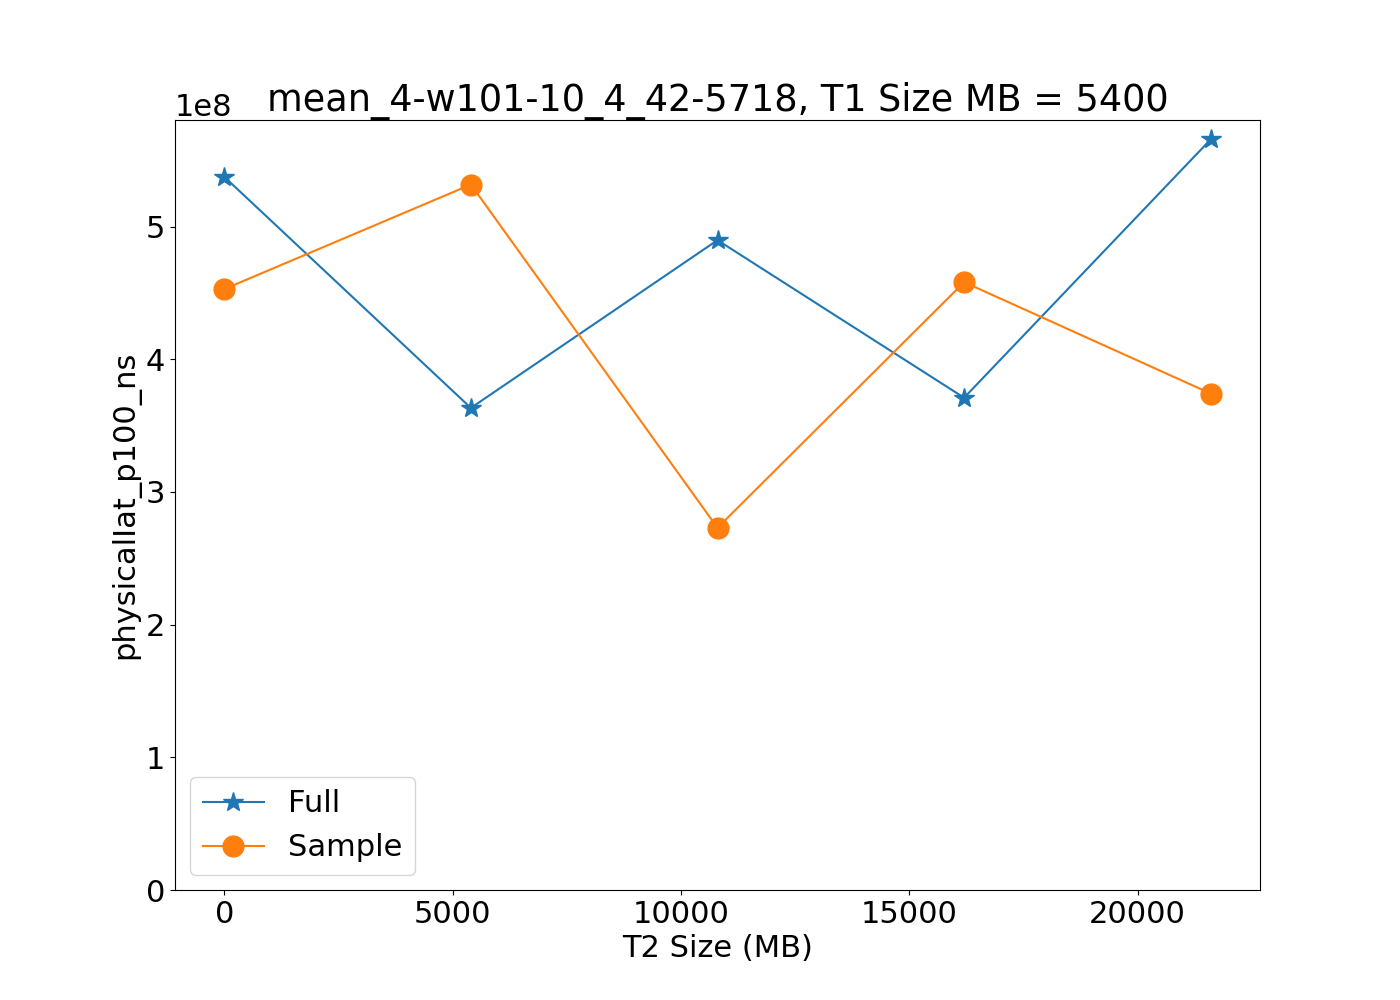 1e8
mean_4-w101-10_4_42-5718, T1 Size MB = 5400
physicallat_p100_ns
5
4
3
2
1
0
Full
Sample
0 5000 10000 15000 20000
T2 Size (MB)